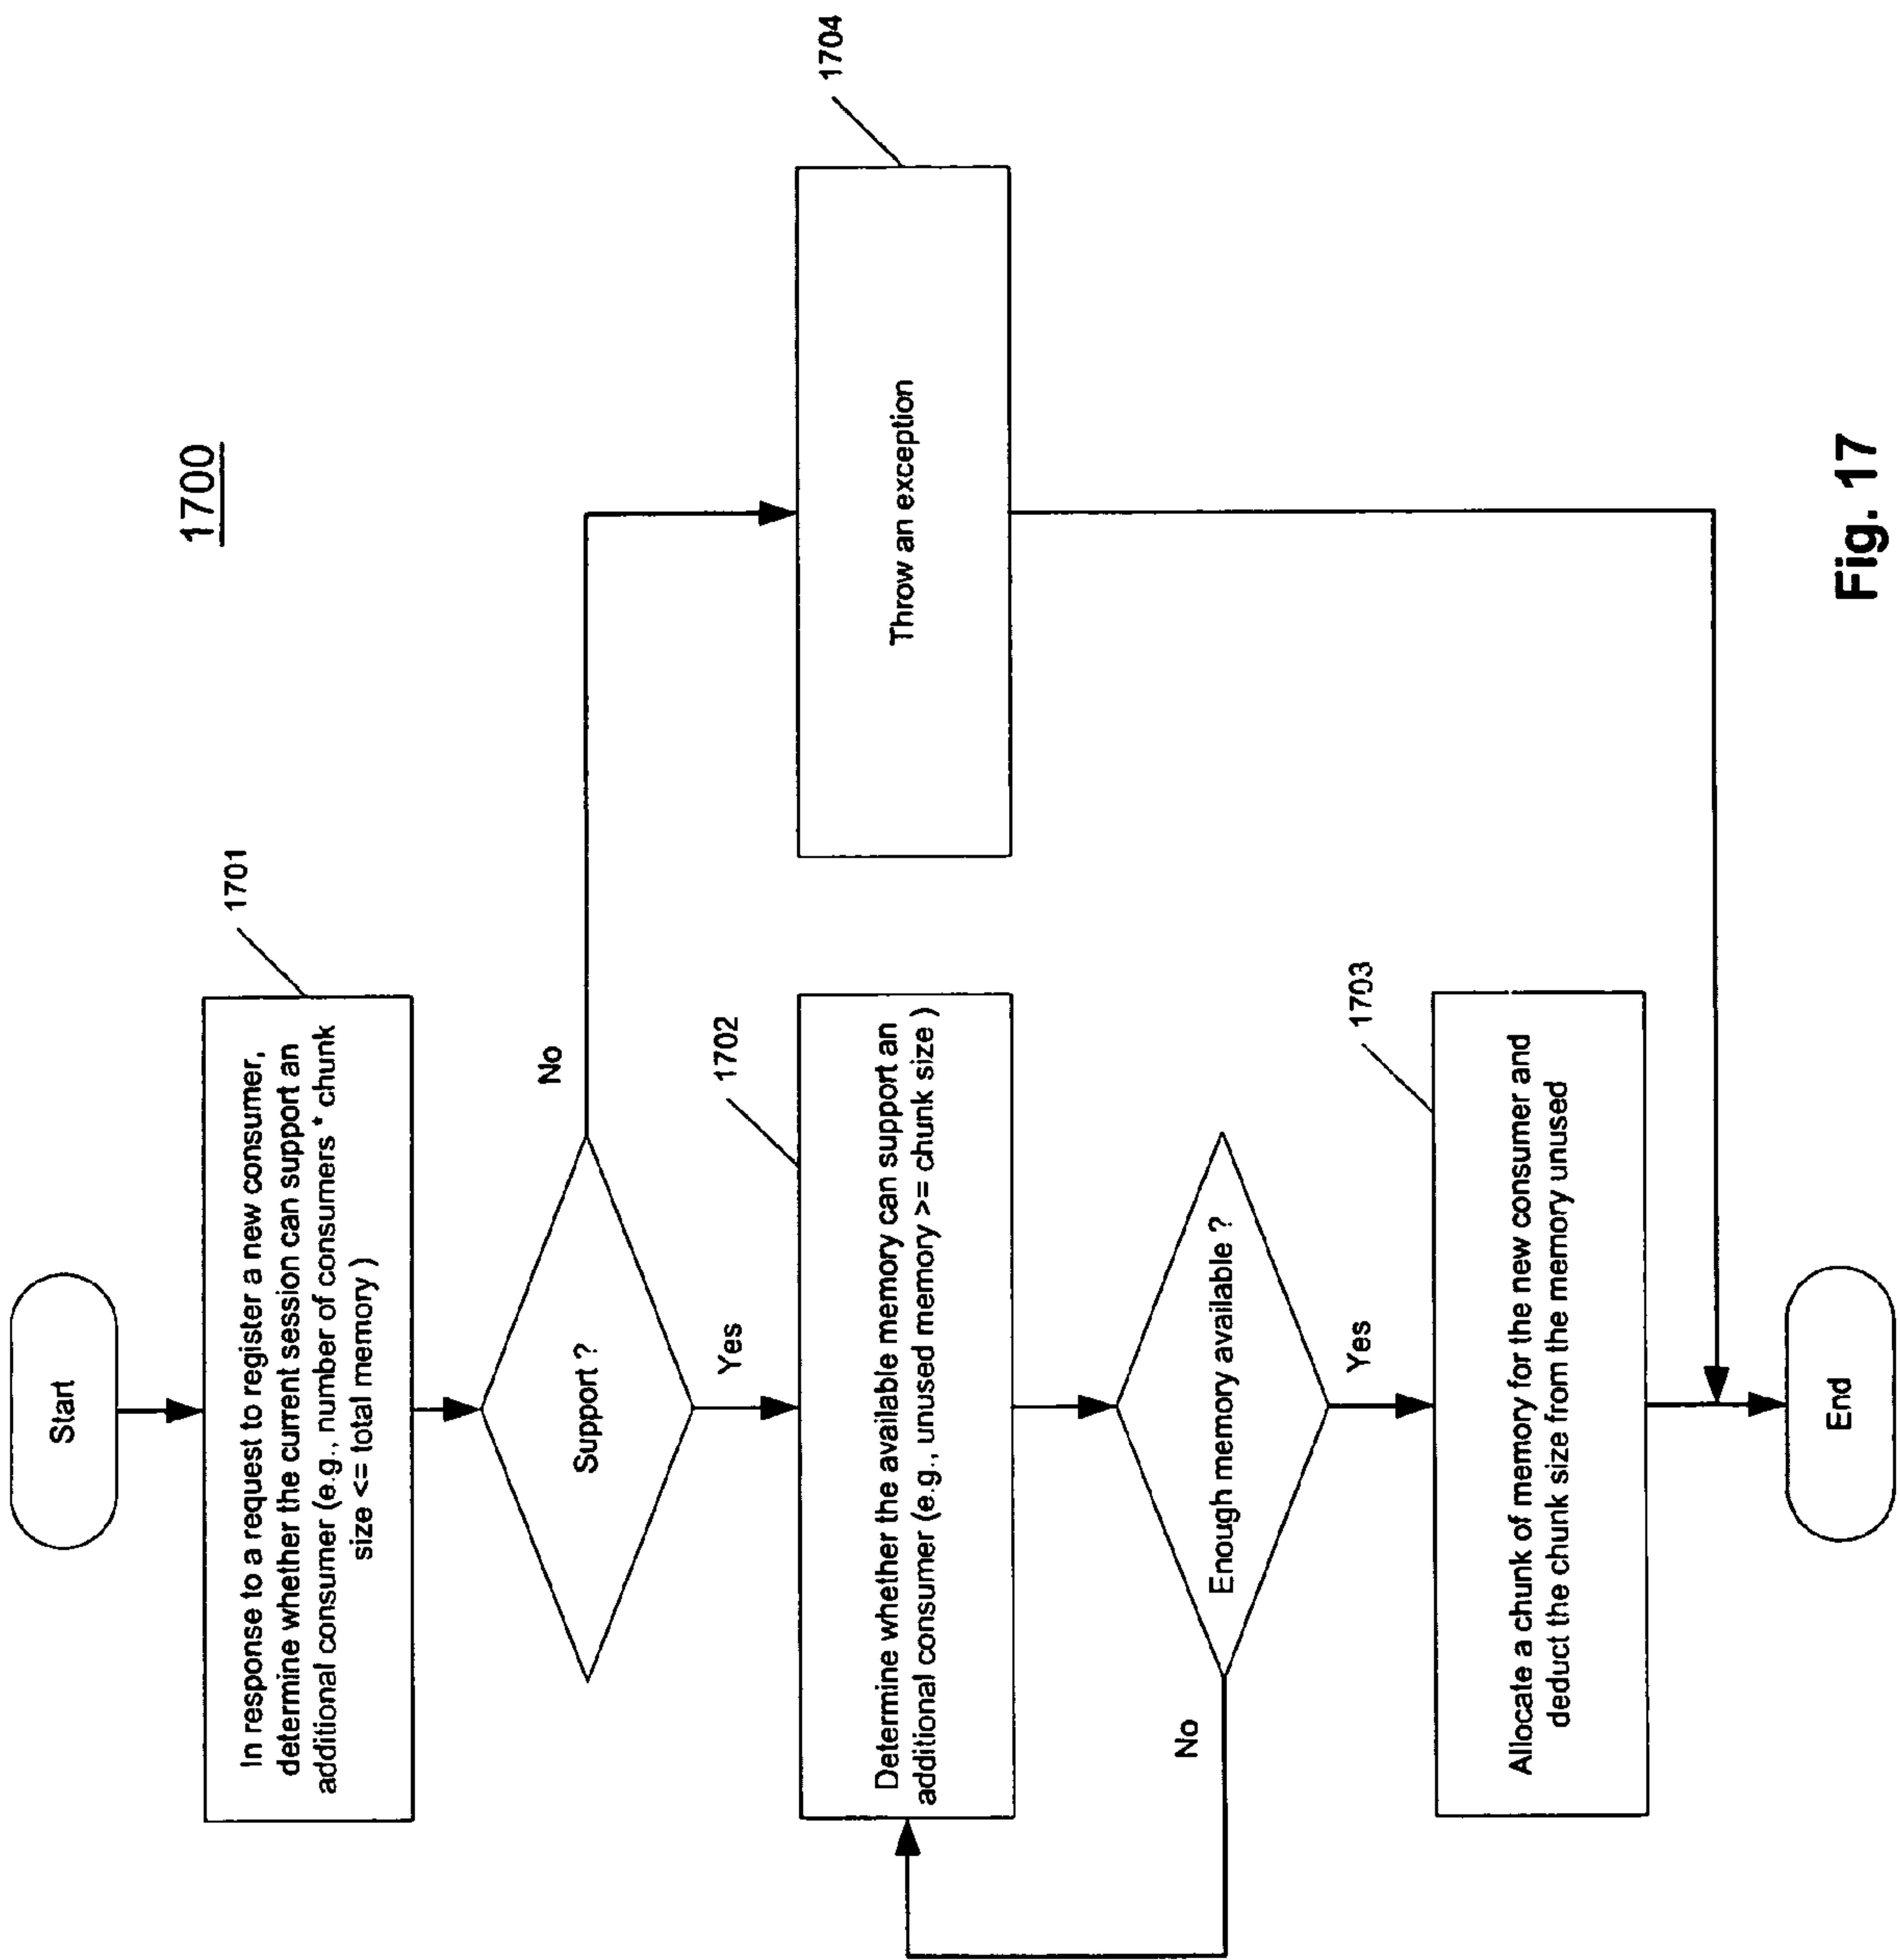 1700
Start
1701
In response to a request to register a new consumer,
determine whether the current session can support an
additional consumer (e.g., number of consumers * chunk
size <= total memory )
Support ?
No
Yes
1702
Determine whether the available memory can support an
additional consumer (e.g., unused memory >= chunk size )
1704
Throw an exception
Enough memory available ?
No
Yes
1703
Allocate a chunk of memory for the new consumer and
deduct the chunk size from the memory unused
End
Fig. 17